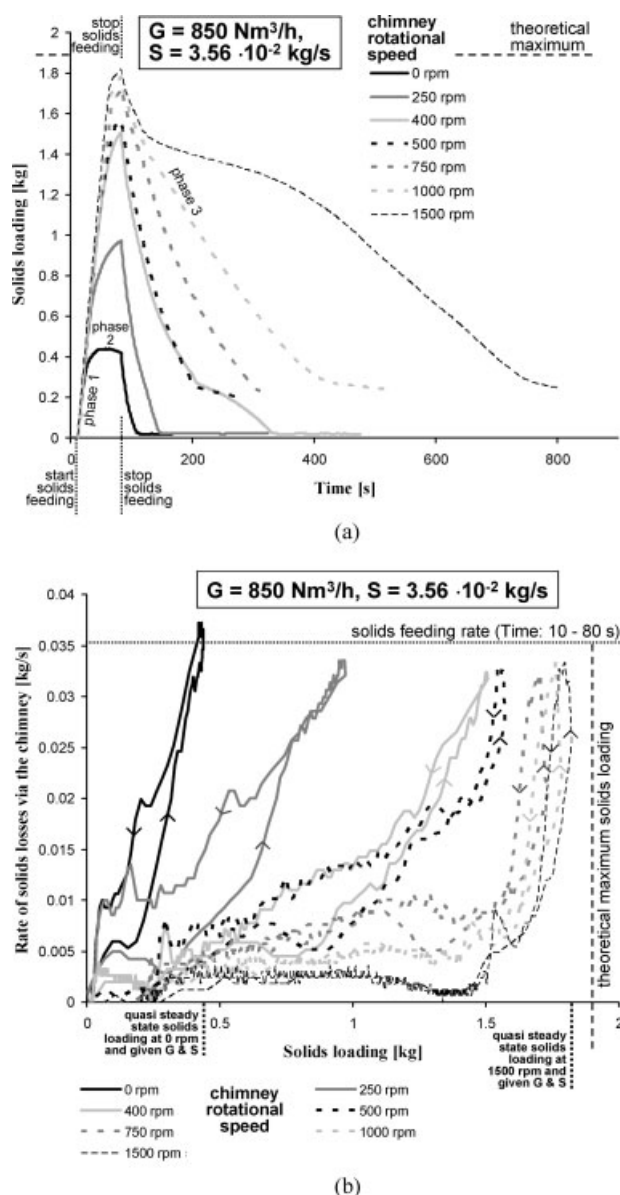 stop
solids
feeding
G = 850 Nm³/h,
S = 3.56 ·10⁻² kg/s
chimney
rotational
speed
theoretical
maximum
0 rpm
250 rpm
400 rpm
500 rpm
750 rpm
1000 rpm
1500 rpm
Solids loading [kg]
2
1.8
1.6
1.4
1.2
1
0.8
0.6
0.4
0.2
0
phase 1
phase
2
phase 3
0
200
400
600
800
start
solids
feeding
stop
solids
feeding
Time [s]
(a)
G = 850 Nm³/h, S = 3.56 ·10⁻² kg/s
solids feeding rate (Time: 10 - 80 s)
Rate of solids losses via the chimney [kg/s]
0.04
0.035
0.03
0.025
0.02
0.015
0.01
0.005
0
theoretical maximum solids loading
0
0.5
1
1.5
2
quasi steady
state solids
loading at 0 rpm
and given G & S
Solids loading [kg]
quasi steady
state solids
loading at
1500 rpm and
given G & S
0 rpm
400 rpm
750 rpm
1500 rpm
chimney
rotational
speed
250 rpm
500 rpm
1000 rpm
(b)